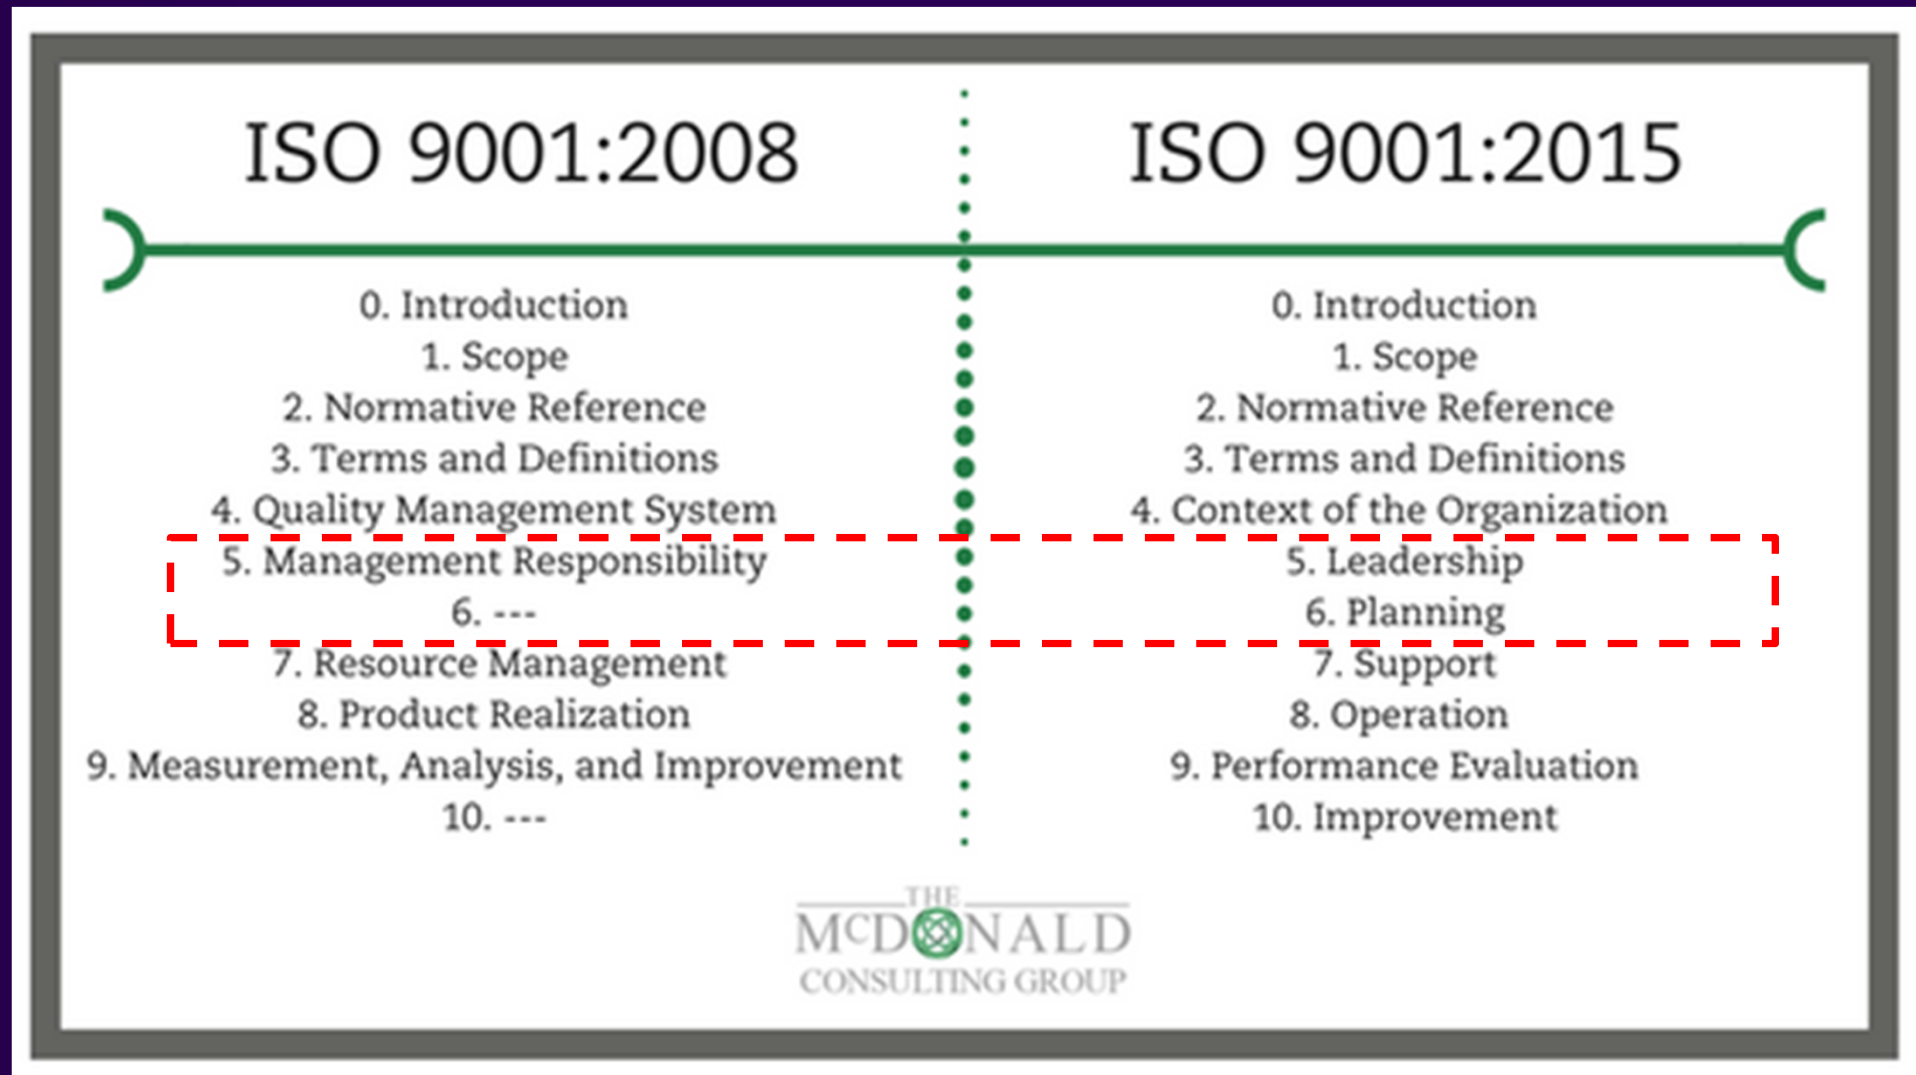 ISO 9001:2008
0. Introduction
1. Scope
2. Normative Reference
3. Terms and Definitions
4. Quality Management System
5. Management Responsibility
6. ---
7. Resource Management
8. Product Realization
9. Measurement, Analysis, and Improvement
10. ---
ISO 9001:2015
0. Introduction
1. Scope
2. Normative Reference
3. Terms and Definitions
4. Context of the Organization
5. Leadership
6. Planning
7. Support
8. Operation
9. Performance Evaluation
10. Improvement
THE
MCDONALD
CONSULTING GROUP